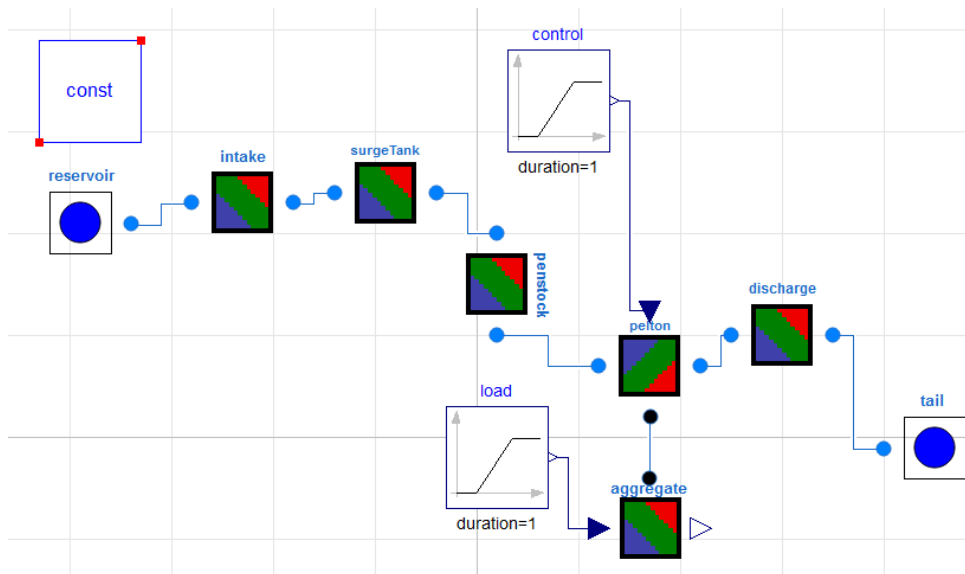 const
control
duration=1
reservoir
intake
surgeTank
penstock
pelton
discharge
load
duration=1
aggregate
tail